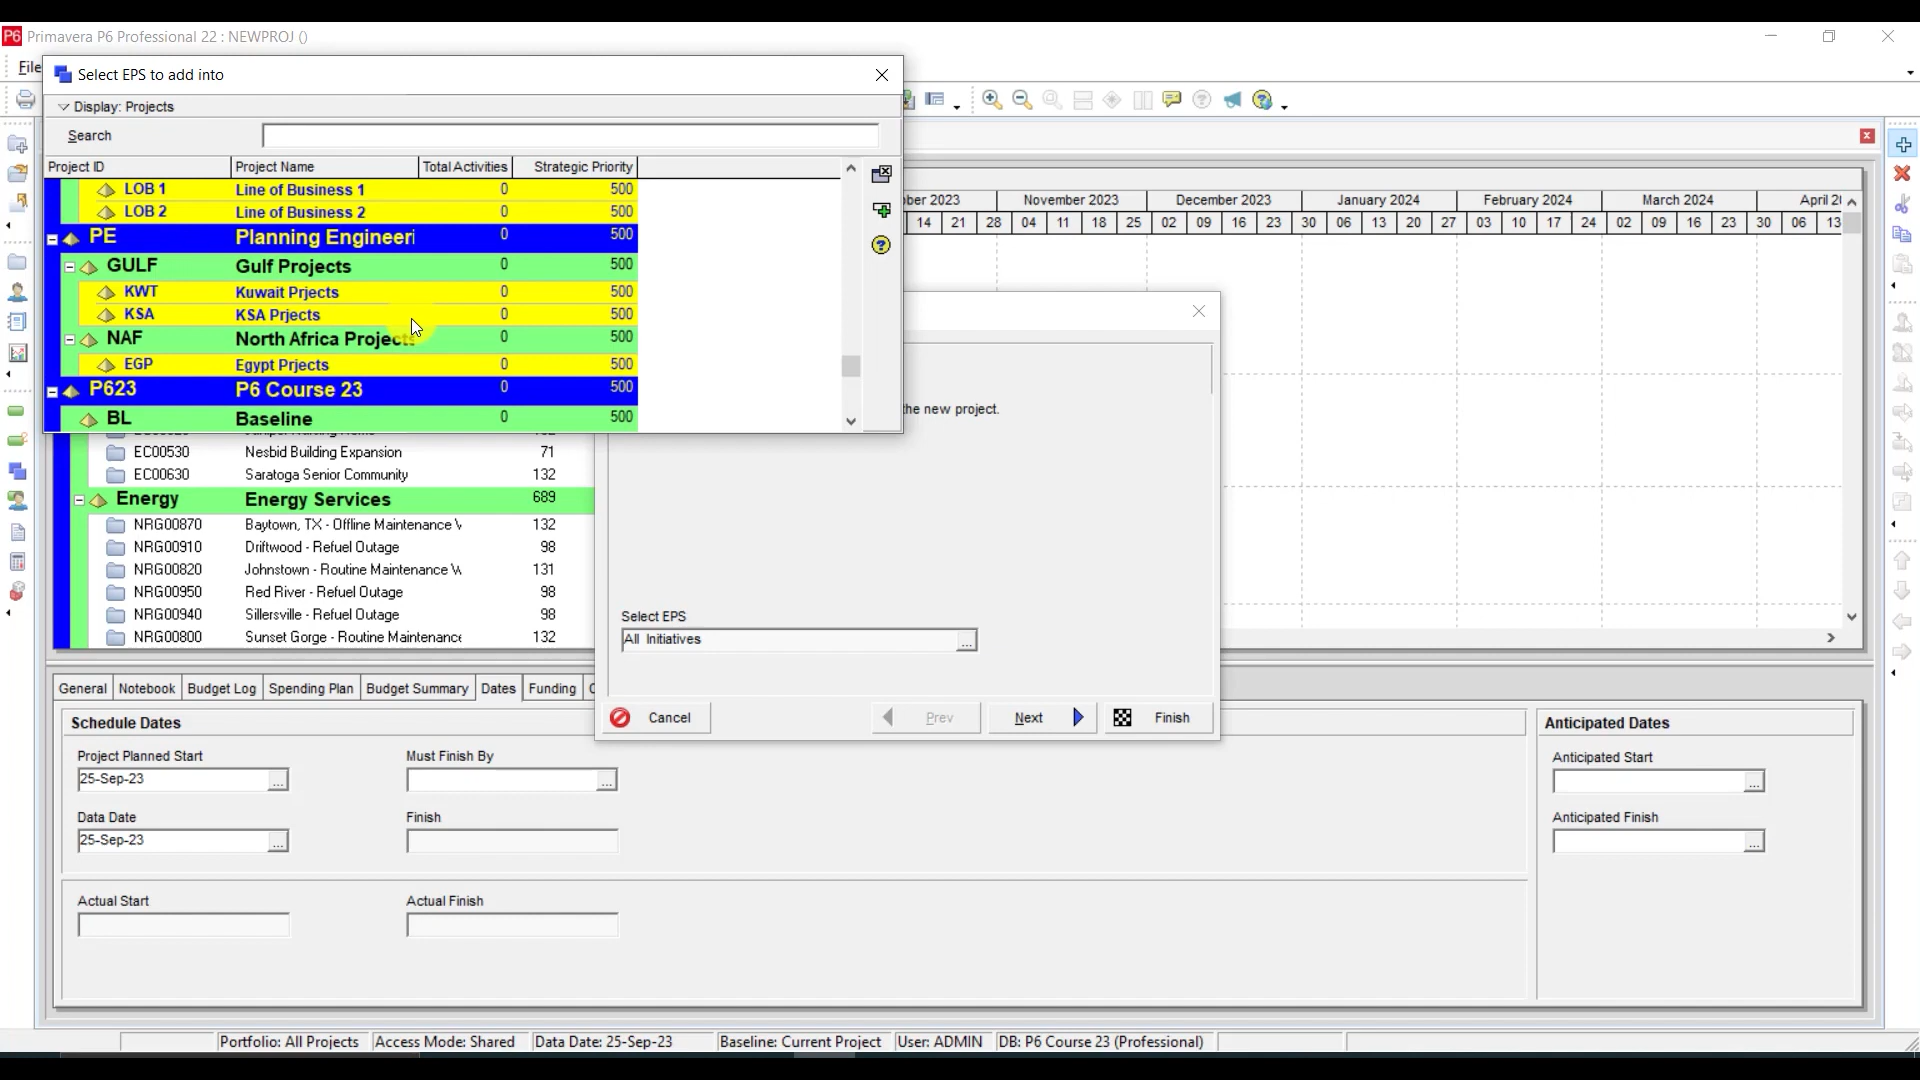 P6 Primavera P6 Professional 22 : NEWPROJ ()
File
Select EPS to add into
Display: Projects
Search
Project ID Project Name Total Activities Strategic Priority
LOB 1 Line of Business 1 0 500
LOB 2 Line of Business 2 0 500
PE Planning Engineeri 0 500
GULF Gulf Projects 0 500
KWT Kuwait Prjects 0 500
KSA KSA Prjects 0 500
NAF North Africa Projects 0 500
EGP Egypt Prjects 0 500
P623 P6 Course 23 0 500
BL Baseline 0 500
ber 2023 November 2023 December 2023 January 2024 February 2024 March 2024 April 2
14 21 28 04 11 18 25 02 09 16 23 30 06 13 20 27 03 10 17 24 02 09 16 23 30 06 13
the new project.
EC00530 Nesbid Building Expansion 71
EC00630 Saratoga Senior Community 132
Energy Energy Services 689
NRG00870 Baytown, TX - Offline Maintenance 132
NRG00910 Driftwood - Refuel Outage 98
NRG00820 Johnstown - Routine Maintenance 131
NRG00950 Red River - Refuel Outage 98
NRG00940 Sillersville - Refuel Outage 98
NRG00800 Sunset Gorge - Routine Maintenance 132
Select EPS
All Initiatives ...
Cancel Prev Next Finish
General Notebook Budget Log Spending Plan Budget Summary Dates Funding
Schedule Dates
Project Planned Start Must Finish By
25-Sep-23 ... ...
Data Date Finish
25-Sep-23 ...
Actual Start Actual Finish
Anticipated Dates
Anticipated Start
...
Anticipated Finish
...
Portfolio: All Projects Access Mode: Shared Data Date: 25-Sep-23 Baseline: Current Project User: ADMIN DB: P6 Course 23 (Professional)